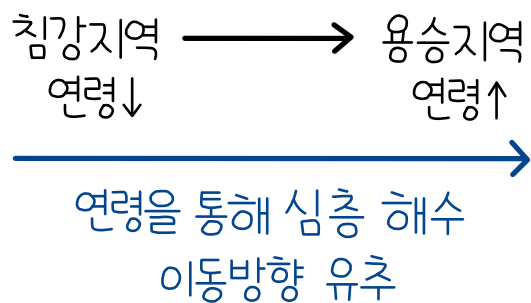 침강지역 → 용승지역
연령↓ 연령↑
연령을 통해 심층 해수
이동방향 유추